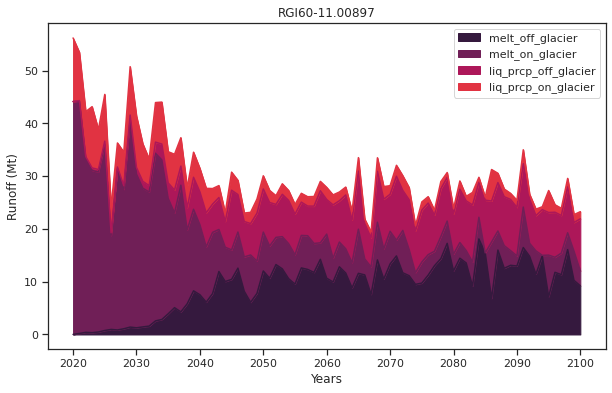 RGI60-11.00897
melt_off_glacier
melt_on_glacier
liq_prcp_off_glacier
liq_prcp_on_glacier
Runoff (Mt)
50
40
30
20
10
0
2020 2030 2040 2050 2060 2070 2080 2090 2100
Years